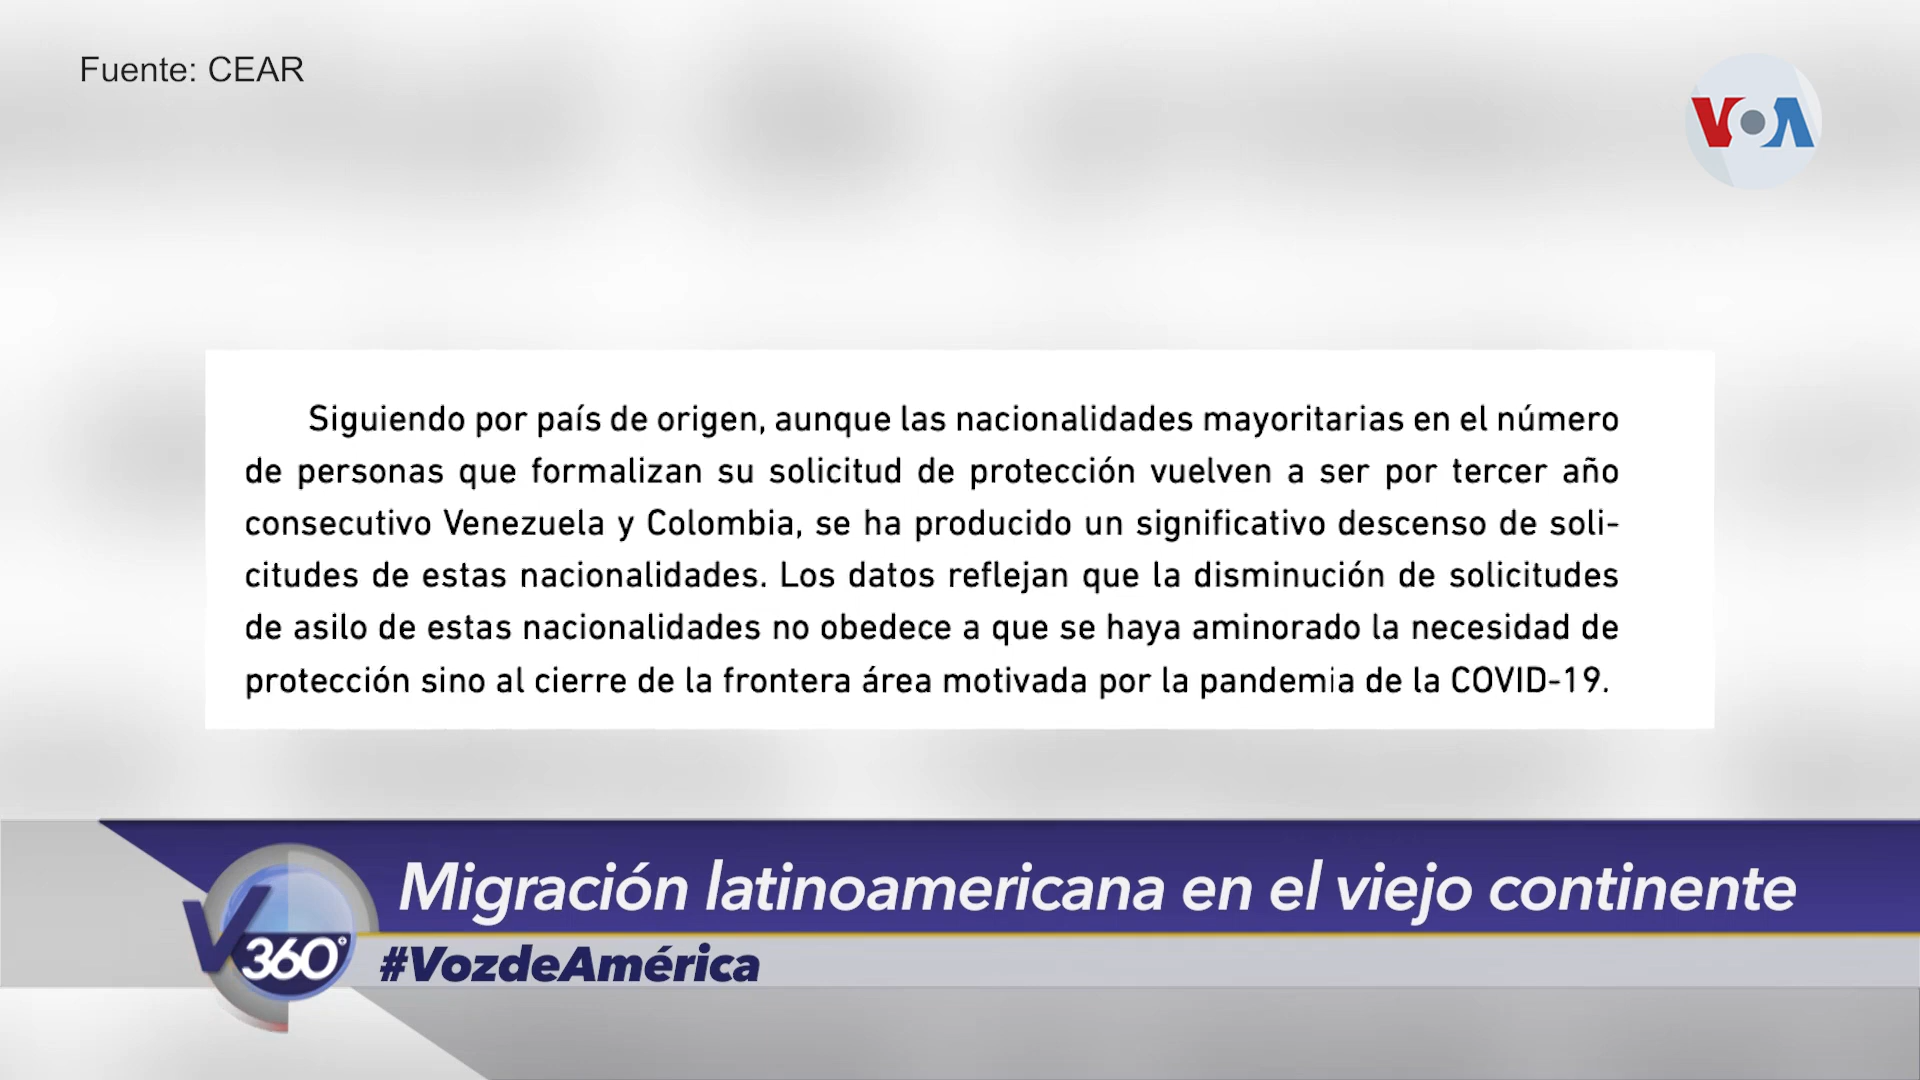 Fuente: CEAR
VOA
Siguiendo por país de origen, aunque las nacionalidades mayoritarias en el número
de personas que formalizan su solicitud de protección vuelven a ser por tercer año
consecutivo Venezuela y Colombia, se ha producido un significativo descenso de soli-
citudes de estas nacionalidades. Los datos reflejan que la disminución de solicitudes
de asilo de estas nacionalidades no obedece a que se haya aminorado la necesidad de
protección sino al cierre de la frontera área motivada por la pandemia de la COVID-19.
Migración latinoamericana en el viejo continente
V360°
#VozdeAmérica